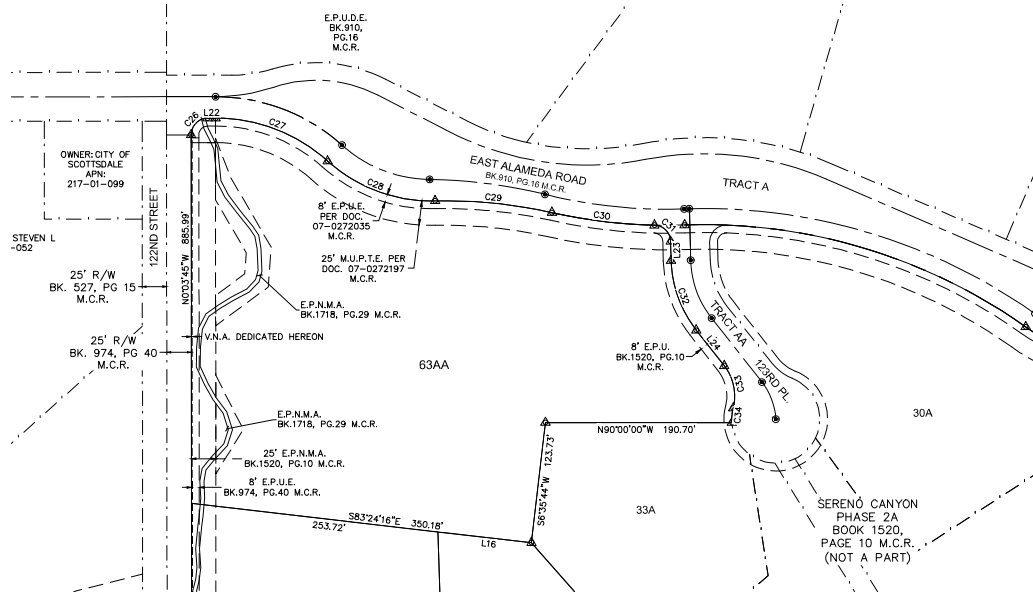 E.P.U.D.E.
BK.910,
PG.16
M.C.R.
C26
L22
C27
OWNER: CITY OF
SCOTTSDALE
APN:
217-01-099
122ND STREET
N0°03'45"W 885.99'
EAST ALAMEDA ROAD
BK.910, PG.16 M.C.R.
TRACT A
C28
C29
C30
C31
L23
8' E.P.U.E.
PER DOC.
07-0272035
M.C.R.
25' M.U.P.T.E. PER
DOC. 07-0272197
M.C.R.
STEVEN L
-052
25' R/W
BK. 527, PG 15
M.C.R.
E.P.N.M.A.
BK.1718, PG.29 M.C.R.
C32
TRACT AA
V.N.A. DEDICATED HEREON
25' R/W
BK. 974, PG 40
M.C.R.
63AA
8' E.P.U.
BK.1520, PG.10
M.C.R.
L24
123RD PL.
C33
C34
30A
E.P.N.M.A.
BK.1718, PG.29 M.C.R.
N90°00'00"W 190.70'
25' E.P.N.M.A.
BK.1520, PG.10 M.C.R.
S6°35'44"W 123.73'
8' E.P.U.E.
BK.974, PG.40 M.C.R.
S83°24'16"E 350.18'
253.72'
L16
33A
SERENO CANYON
PHASE 2A
BOOK 1520,
PAGE 10 M.C.R.
(NOT A PART)